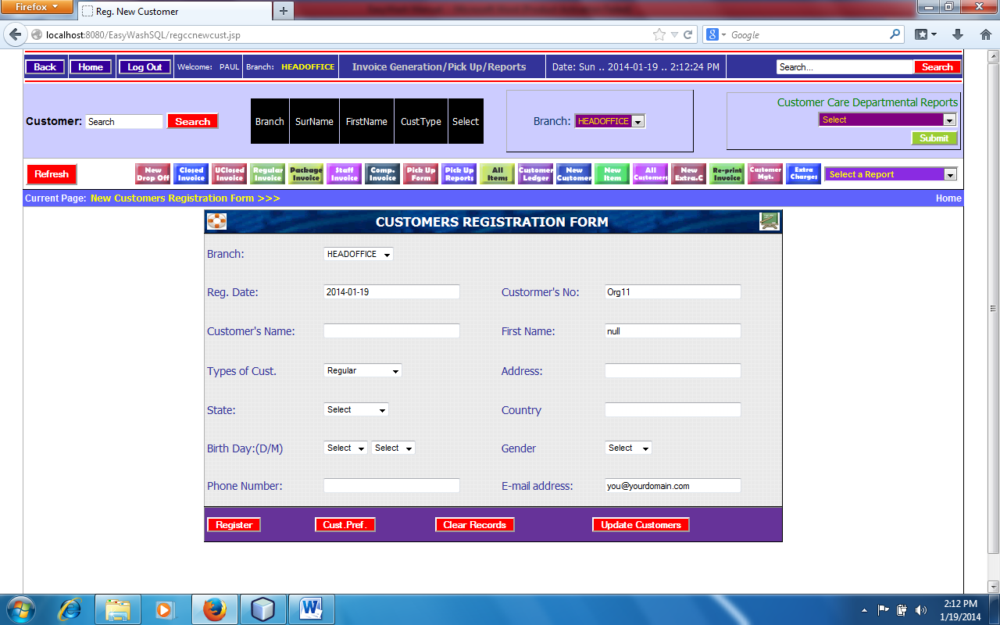 Firefox
Reg. New Customer
localhost:8080/EasyWashSQL/regccnewcust.jsp
Google
Back Home Log Out Welcome: PAUL Branch: HEADOFFICE Invoice Generation/Pick Up/Reports Date: Sun .. 2014-01-19 .. 2:12:24 PM Search... Search
Customer: Search Search Branch SurName FirstName CustType Select Branch: HEADOFFICE
Customer Care Departmental Reports
Select
Submit
Refresh
New Drop Off
Closed Invoice
UClosed Invoice
Regular Invoice
Package Invoice
Staff Invoice
Comp. Invoice
Pick Up Form
Pick Up Reports
All Items
Customer Ledger
New Customer
New Item
All Customers
New Extra.C
Re-print Invoice
Customer Mgt.
Extra Charges
Select a Report
Current Page: New Customers Registration Form >>> Home
CUSTOMERS REGISTRATION FORM
Branch: HEADOFFICE
Reg. Date: 2014-01-19 Custormer's No: Org11
Customer's Name: First Name: null
Types of Cust. Regular Address:
State: Select Country
Birth Day:(D/M) Select Select Gender Select
Phone Number: E-mail address: you@yourdomain.com
Register Cust.Pref. Clear Records Update Customers
2:12 PM
1/19/2014